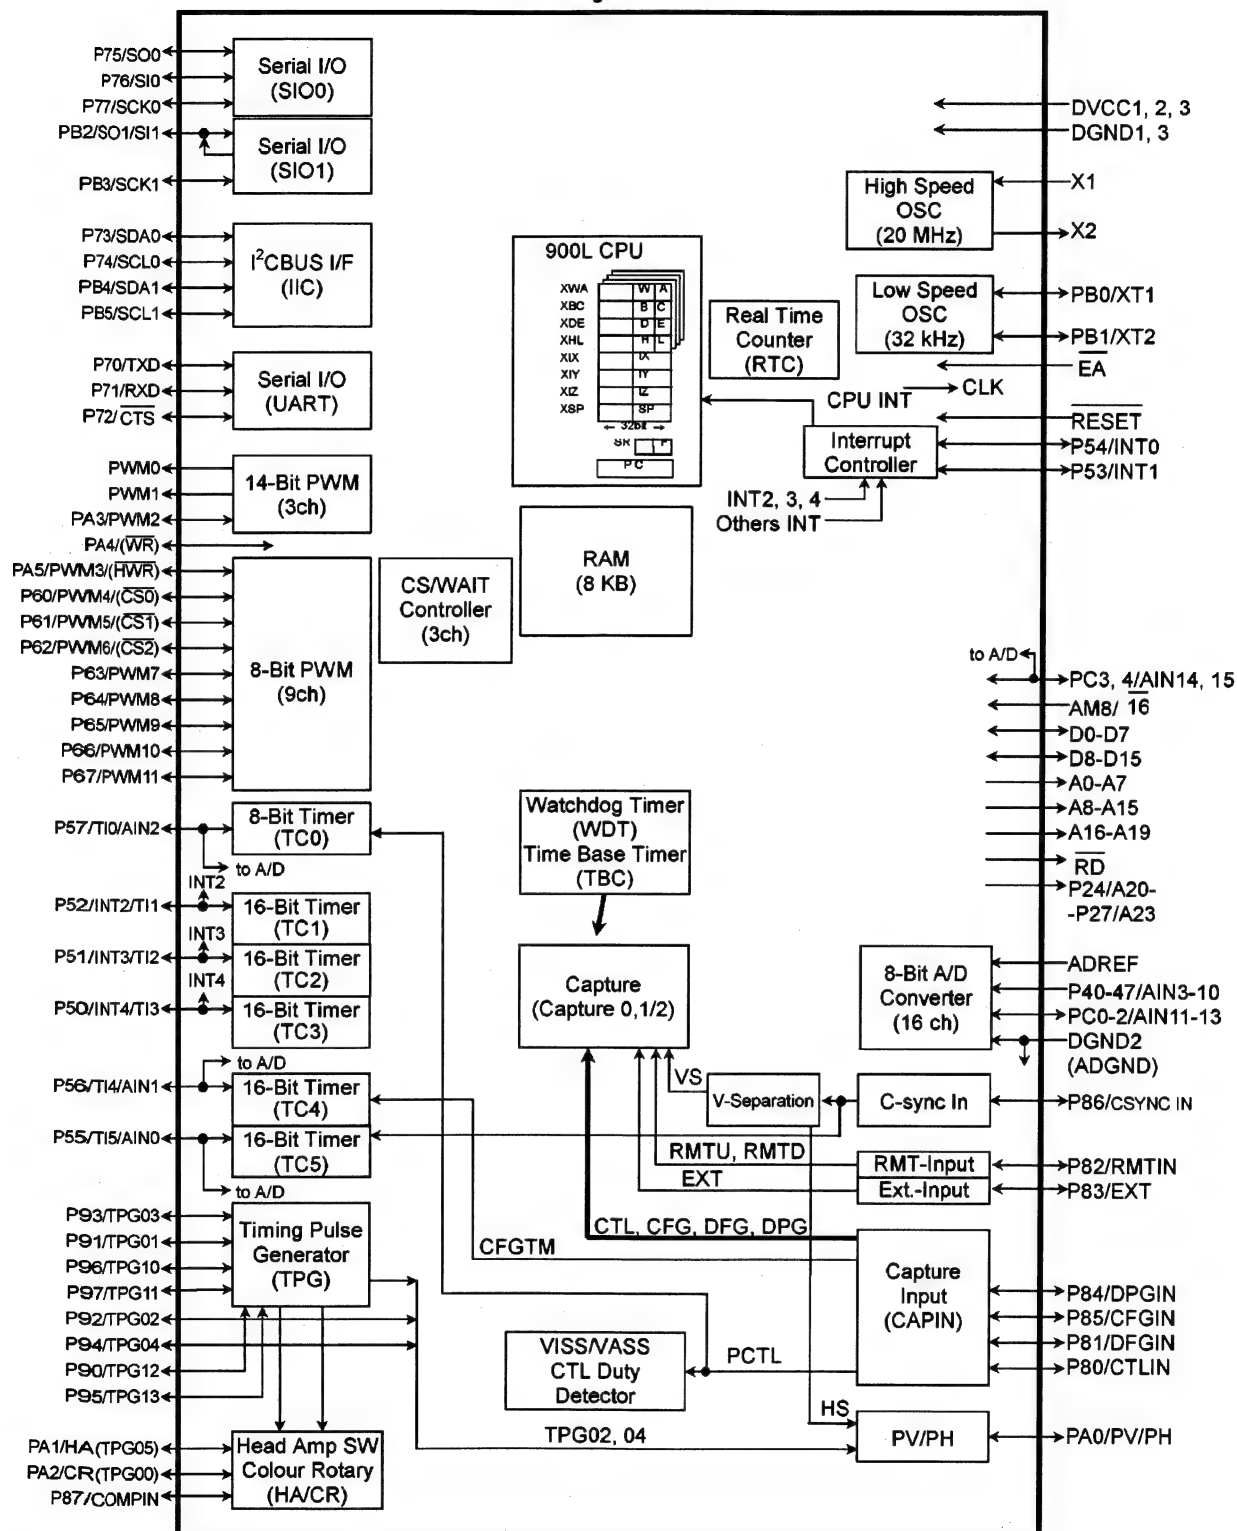 P75/SO0
P76/SI0
P77/SCK0
Serial I/O
(SIO0)
PB2/SO1/SI1
PB3/SCK1
Serial I/O
(SIO1)
P73/SDA0
P74/SCL0
PB4/SDA1
PB5/SCL1
I²CBUS I/F
(IIC)
P70/TXD
P71/RXD
P72/CTS
Serial I/O
(UART)
PWM0
PWM1
PA3/PWM2
14-Bit PWM
(3ch)
PA4/(WR)
PA5/PWM3/(HWR)
P60/PWM4/(CS0)
P61/PWM5/(CS1)
P62/PWM6/(CS2)
P63/PWM7
P64/PWM8
P65/PWM9
P66/PWM10
P67/PWM11
8-Bit PWM
(9ch)
CS/WAIT
Controller
(3ch)
900L CPU
XWA W A
XBC B C
XDE D E
XHL H L
XIX IX
XIY IY
XIZ IZ
XSP SP
32bit
SR F
PC
RAM
(8 KB)
Real Time
Counter
(RTC)
DVCC1, 2, 3
DGND1, 3
High Speed
OSC
(20 MHz)
X1
X2
Low Speed
OSC
(32 kHz)
PB0/XT1
PB1/XT2
EA
CLK
CPU INT
RESET
Interrupt
Controller
P54/INT0
P53/INT1
INT2, 3, 4
Others INT
to A/D
PC3, 4/AIN14, 15
AM8/ 16
D0-D7
D8-D15
A0-A7
A8-A15
A16-A19
RD
P24/A20-
-P27/A23
P57/TI0/AIN2
8-Bit Timer
(TC0)
to A/D
INT2
P52/INT2/TI1
16-Bit Timer
(TC1)
INT3
P51/INT3/TI2
16-Bit Timer
(TC2)
INT4
P50/INT4/TI3
16-Bit Timer
(TC3)
to A/D
P56/TI4/AIN1
16-Bit Timer
(TC4)
P55/TI5/AIN0
16-Bit Timer
(TC5)
to A/D
Watchdog Timer
(WDT)
Time Base Timer
(TBC)
Capture
(Capture 0,1/2)
8-Bit A/D
Converter
(16 ch)
ADREF
P40-47/AIN3-10
PC0-2/AIN11-13
DGND2
(ADGND)
VS
V-Separation
C-sync In
P86/CSYNC IN
RMTU, RMTD
RMT-Input
P82/RMTIN
EXT
Ext.-Input
P83/EXT
CTL, CFG, DFG, DPG
CFGTM
Capture
Input
(CAPIN)
P84/DPGIN
P85/CFGIN
P81/DFGIN
P80/CTLIN
P93/TPG03
P91/TPG01
P96/TPG10
P97/TPG11
P92/TPG02
P94/TPG04
P90/TPG12
P95/TPG13
Timing Pulse
Generator
(TPG)
VISS/VASS
CTL Duty
Detector
PCTL
HS
TPG02, 04
PV/PH
PA0/PV/PH
PA1/HA(TPG05)
PA2/CR(TPG00)
P87/COMPIN
Head Amp SW
Colour Rotary
(HA/CR)